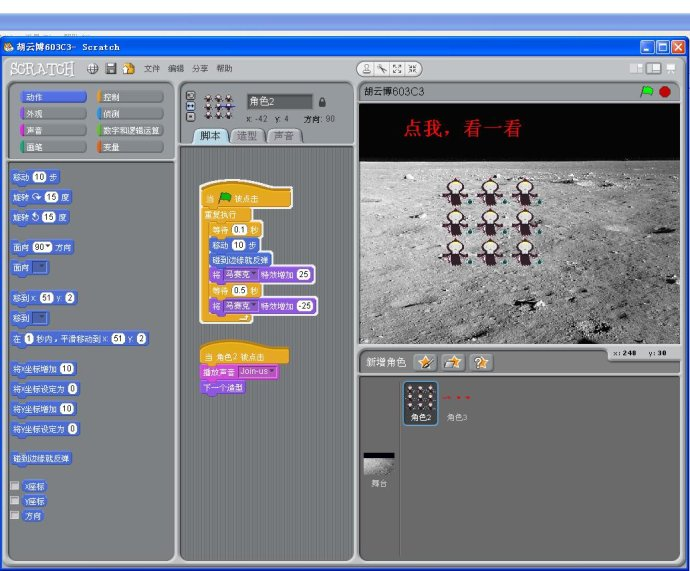 胡云博603C3- Scratch
SCRATCH 文件 编辑 分享 帮助
动作 控制
外观 侦测
声音 数字和逻辑运算
画笔 变量
移动 10 步
旋转 15 度
旋转 15 度
面向 90 方向
面向
移到 x: 51 y: 2
移到
在 1 秒内，平滑移动到 x: 51 y: 2
将x坐标增加 10
将x坐标设定为 0
将y坐标增加 10
将y坐标设定为 0
碰到边缘就反弹
x坐标
y坐标
方向
角色2
x: -42 y: 4 方向: 90
脚本 造型 声音
当 被点击
重复执行
等待 0.1 秒
移动 10 步
碰到边缘就反弹
将 马赛克 特效增加 25
等待 0.5 秒
将 马赛克 特效增加 -25
当 角色2 被点击
播放声音 Join-us
下一个造型
胡云博603C3
点我，看一看
x: 248 y: 30
新增角色
角色2
角色3
舞台